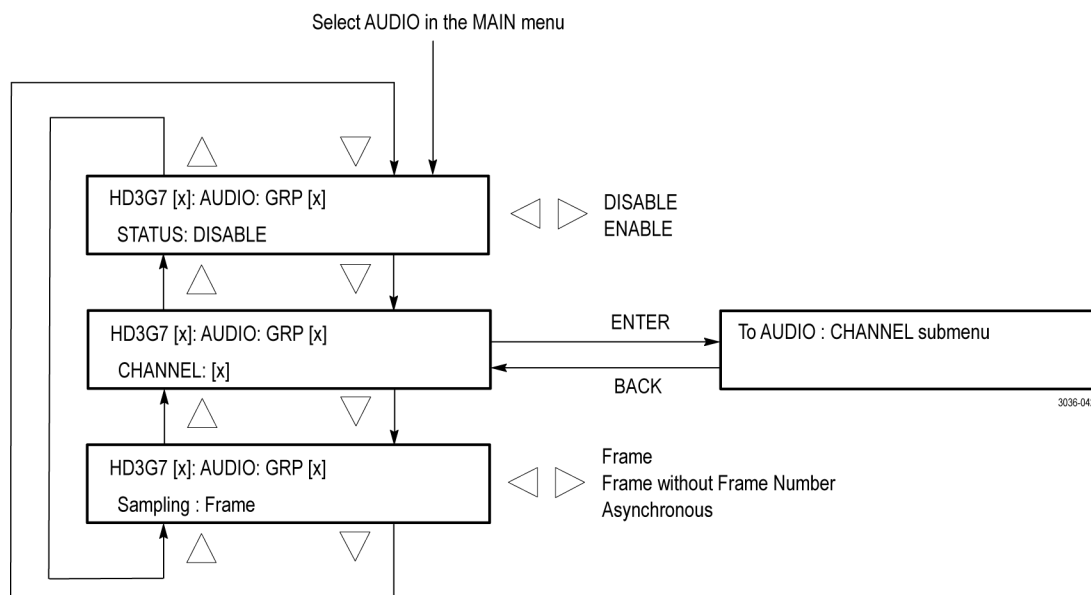 Select AUDIO in the MAIN menu
HD3G7 [x]: AUDIO: GRP [x]
STATUS: DISABLE
DISABLE
ENABLE
HD3G7 [x]: AUDIO: GRP [x]
CHANNEL: [x]
ENTER
BACK
To AUDIO : CHANNEL submenu
HD3G7 [x]: AUDIO: GRP [x]
Sampling : Frame
Frame
Frame without Frame Number
Asynchronous